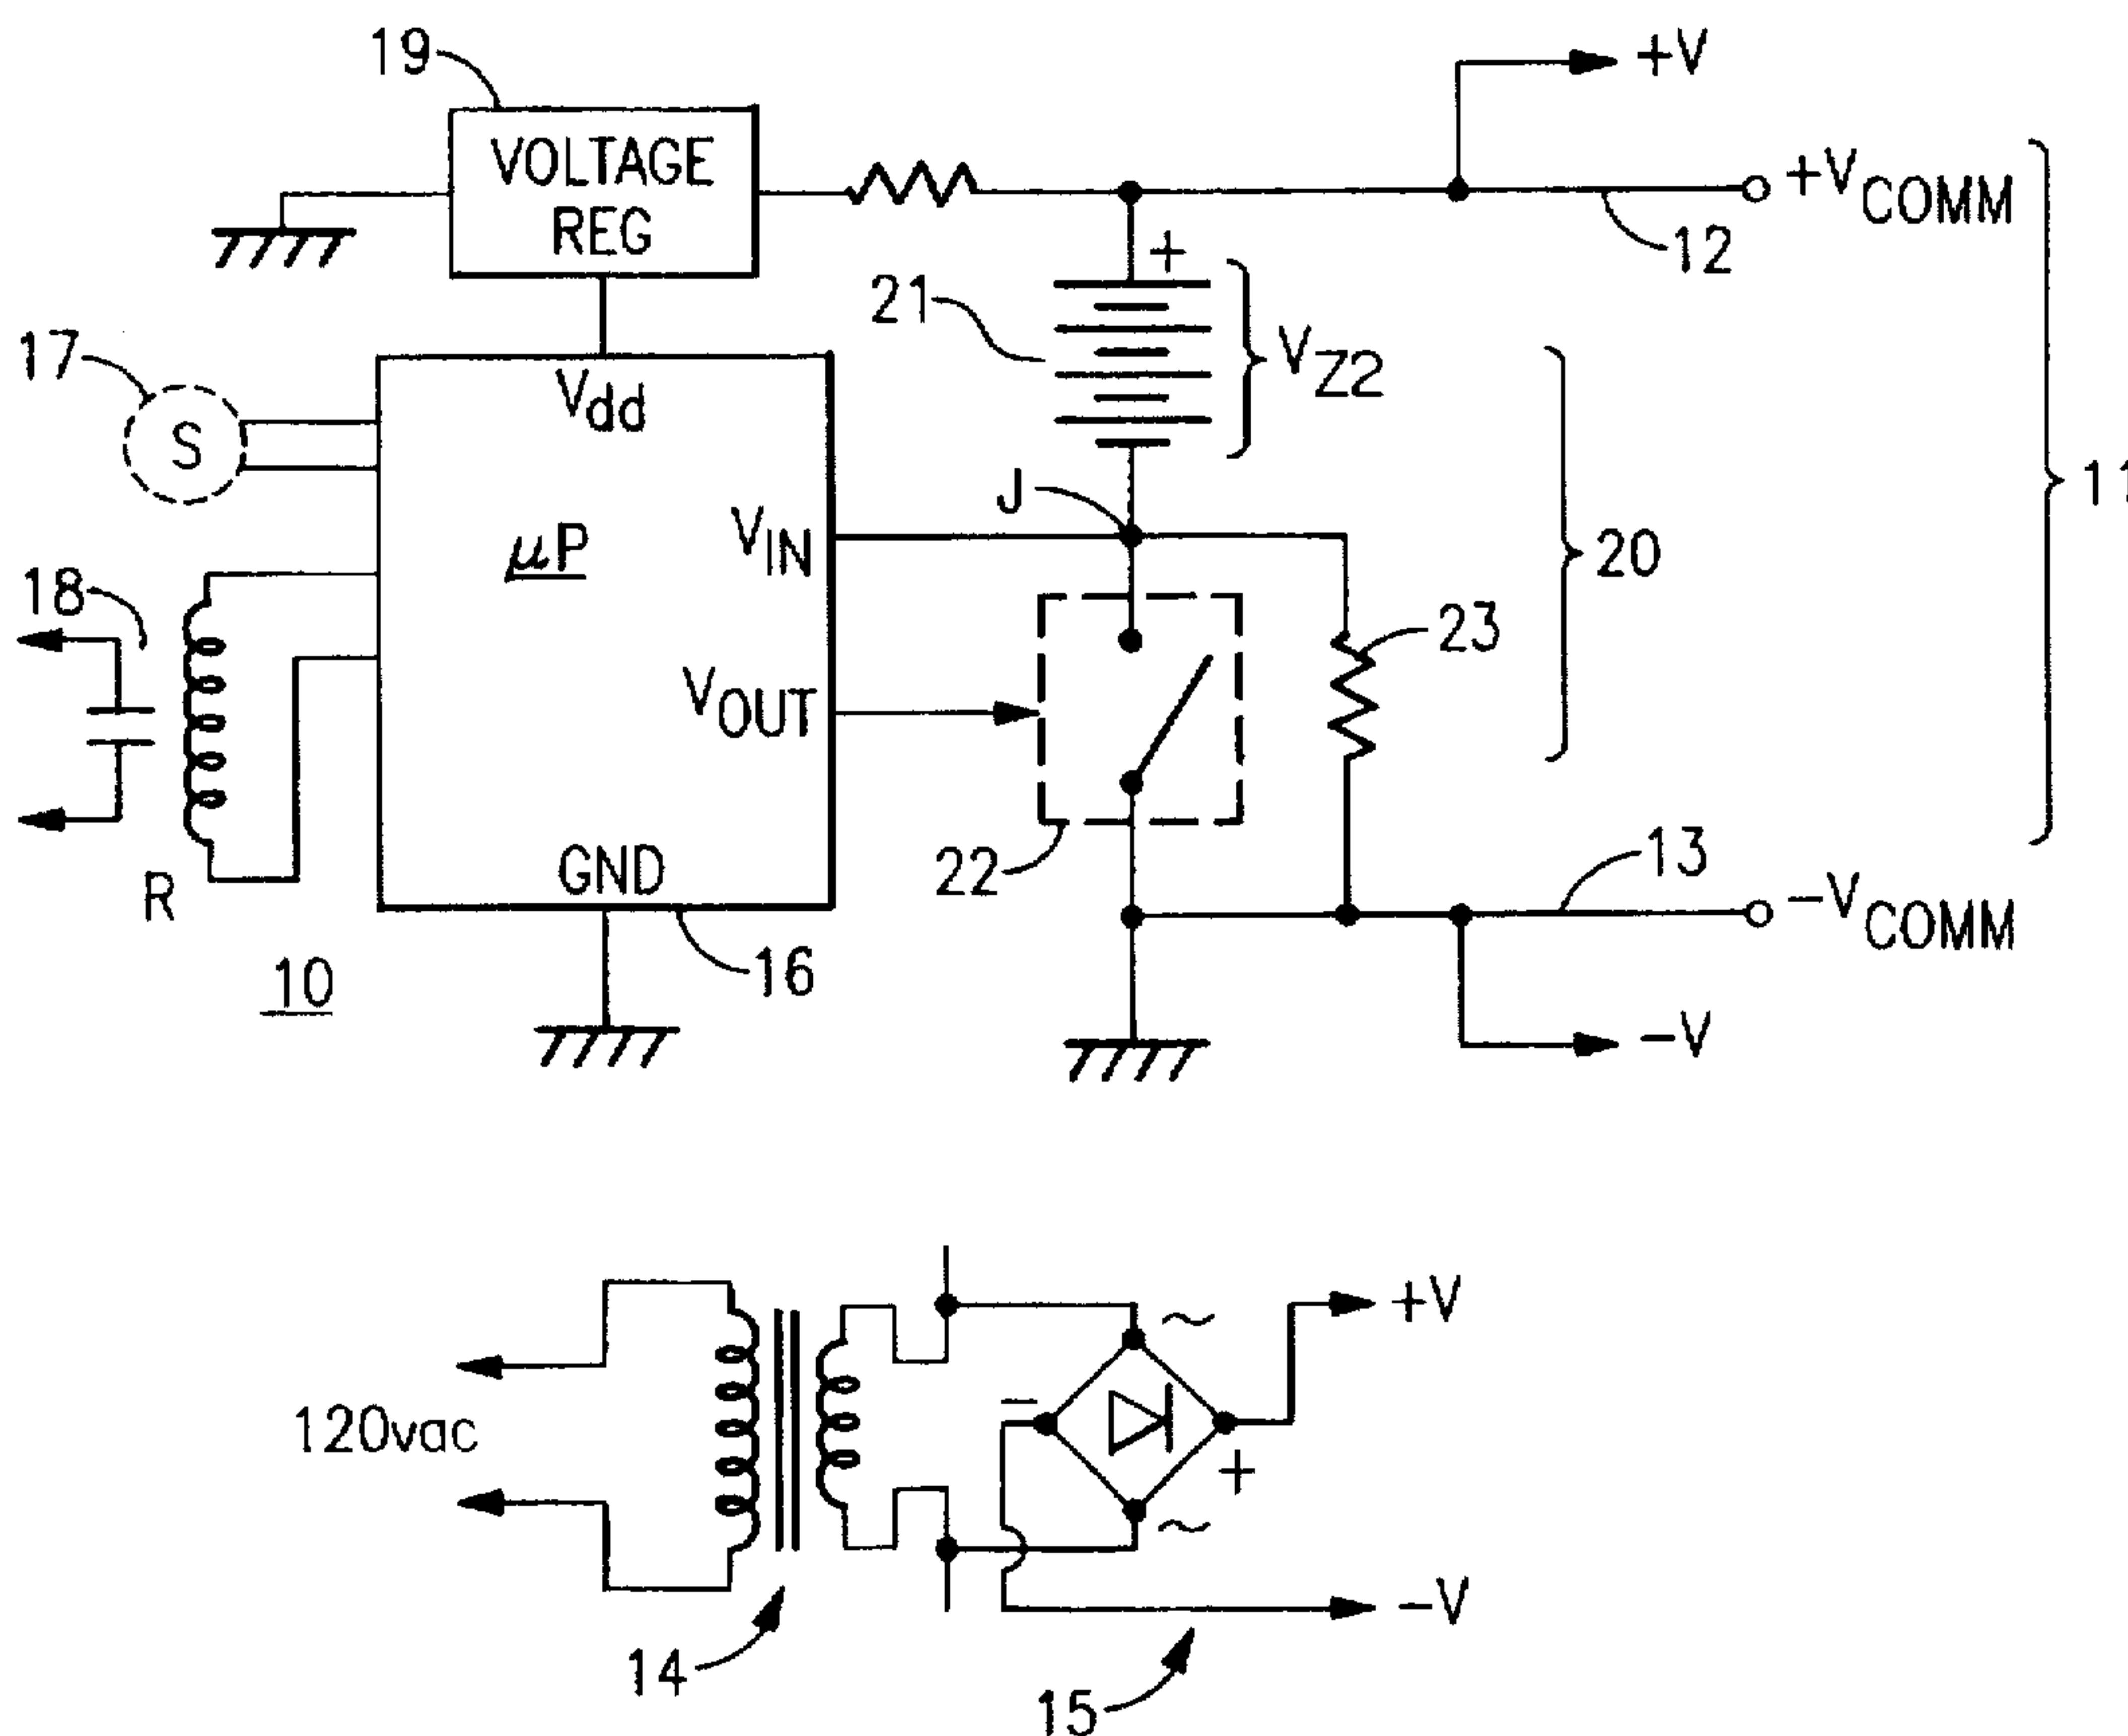 19
+V
VOLTAGE
REG
+VCOMM
12
+
21
VZ2
17
S
Vdd
J
VIN
μP
11
20
18
23
VOUT
R
GND
22
13
-VCOMM
16
10
-V
+V
~
120vac
-
+
~
-V
14
15